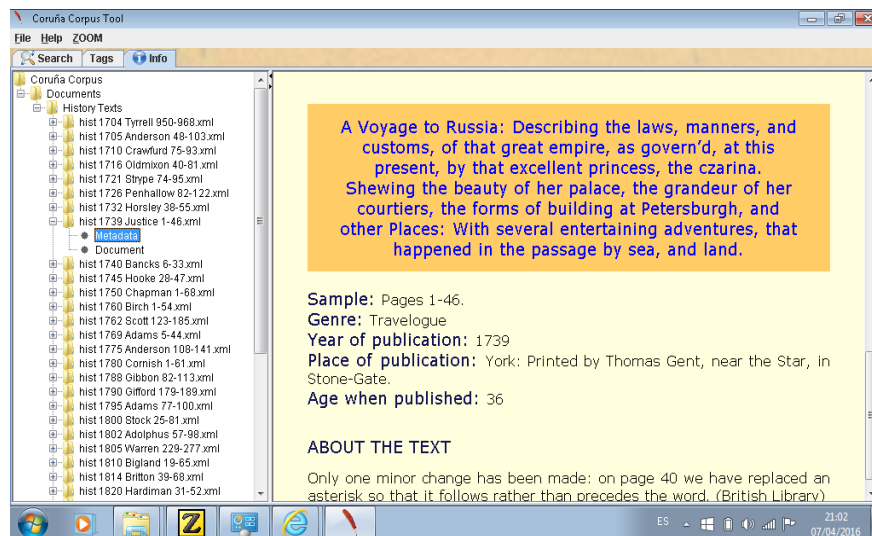 Coruña Corpus Tool
File Help ZOOM
Search Tags Info
Coruña Corpus
Documents
History Texts
hist 1704 Tyrrell 950-968.xml
hist 1705 Anderson 48-103.xml
hist 1710 Crawfurd 75-93.xml
hist 1716 Oldmixon 40-81.xml
hist 1721 Strype 74-95.xml
hist 1726 Penhallow 82-122.xml
hist 1732 Horsley 38-55.xml
hist 1739 Justice 1-46.xml
Metadata
Document
hist 1740 Bancks 6-33.xml
hist 1745 Hooke 28-47.xml
hist 1750 Chapman 1-68.xml
hist 1760 Birch 1-54.xml
hist 1762 Scott 123-185.xml
hist 1769 Adams 5-44.xml
hist 1775 Anderson 108-141.xml
hist 1780 Cornish 1-61.xml
hist 1788 Gibbon 82-113.xml
hist 1790 Gifford 179-189.xml
hist 1795 Adams 77-100.xml
hist 1800 Stock 25-81.xml
hist 1802 Adolphus 57-98.xml
hist 1805 Warren 229-277.xml
hist 1810 Bigland 19-65.xml
hist 1814 Britton 39-68.xml
hist 1820 Hardiman 31-52.xml
A Voyage to Russia: Describing the laws, manners, and
customs, of that great empire, as govern'd, at this
present, by that excellent princess, the czarina.
Shewing the beauty of her palace, the grandeur of her
courtiers, the forms of building at Petersburgh, and
other Places: With several entertaining adventures, that
happened in the passage by sea, and land.
Sample: Pages 1-46.
Genre: Travelogue
Year of publication: 1739
Place of publication: York: Printed by Thomas Gent, near the Star, in
Stone-Gate.
Age when published: 36
ABOUT THE TEXT
Only one minor change has been made: on page 40 we have replaced an
asterisk so that it follows rather than precedes the word. (British Library)
ES
21:02
07/04/2016